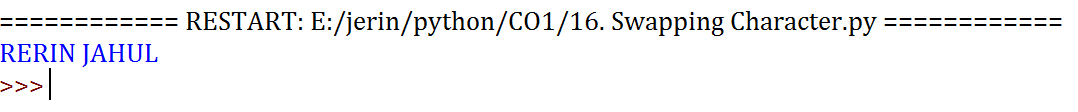 ============ RESTART: E:/jerin/python/CO1/16. Swapping Character.py ============
RERIN JAHUL
>>>